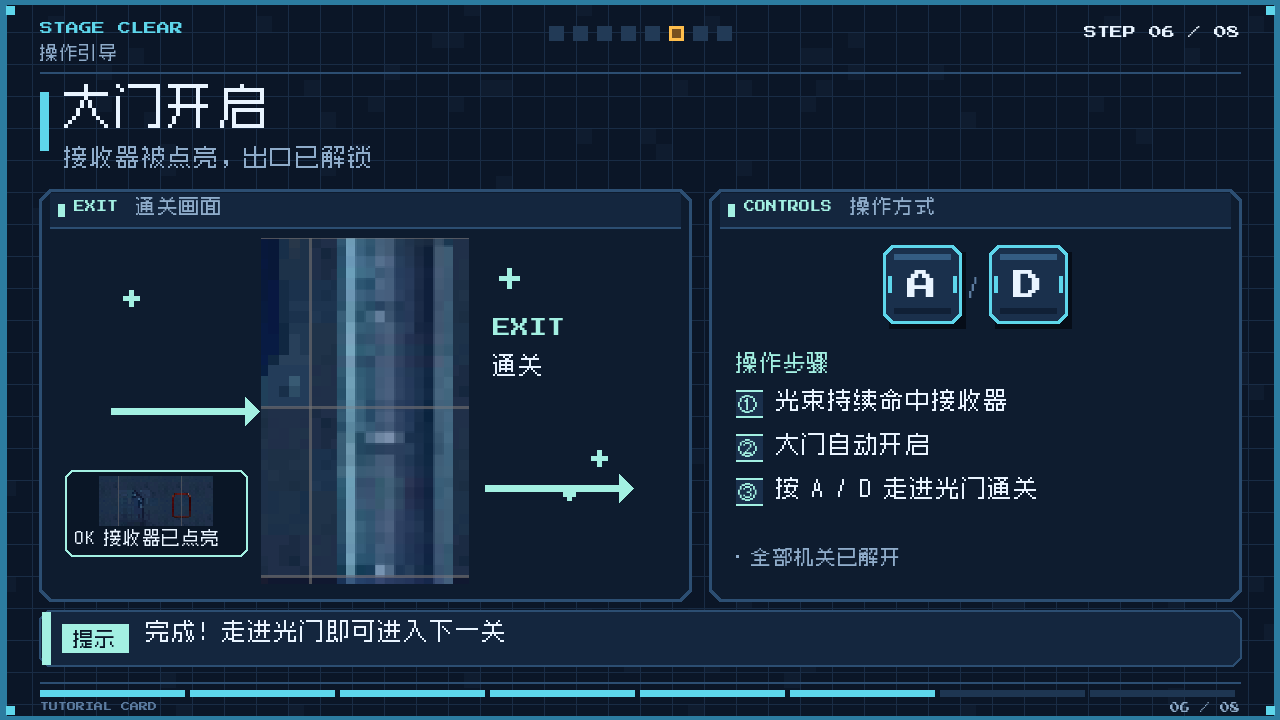 STAGE CLEAR
操作引导
STEP 06 / 08
大门开启
接收器被点亮，出口已解锁
EXIT 通关画面
EXIT
通关
OK 接收器已点亮
CONTROLS 操作方式
A / D
操作步骤
① 光束持续命中接收器
② 大门自动开启
③ 按 A / D 走进光门通关
· 全部机关已解开
提示 完成！走进光门即可进入下一关
TUTORIAL CARD
06 / 08